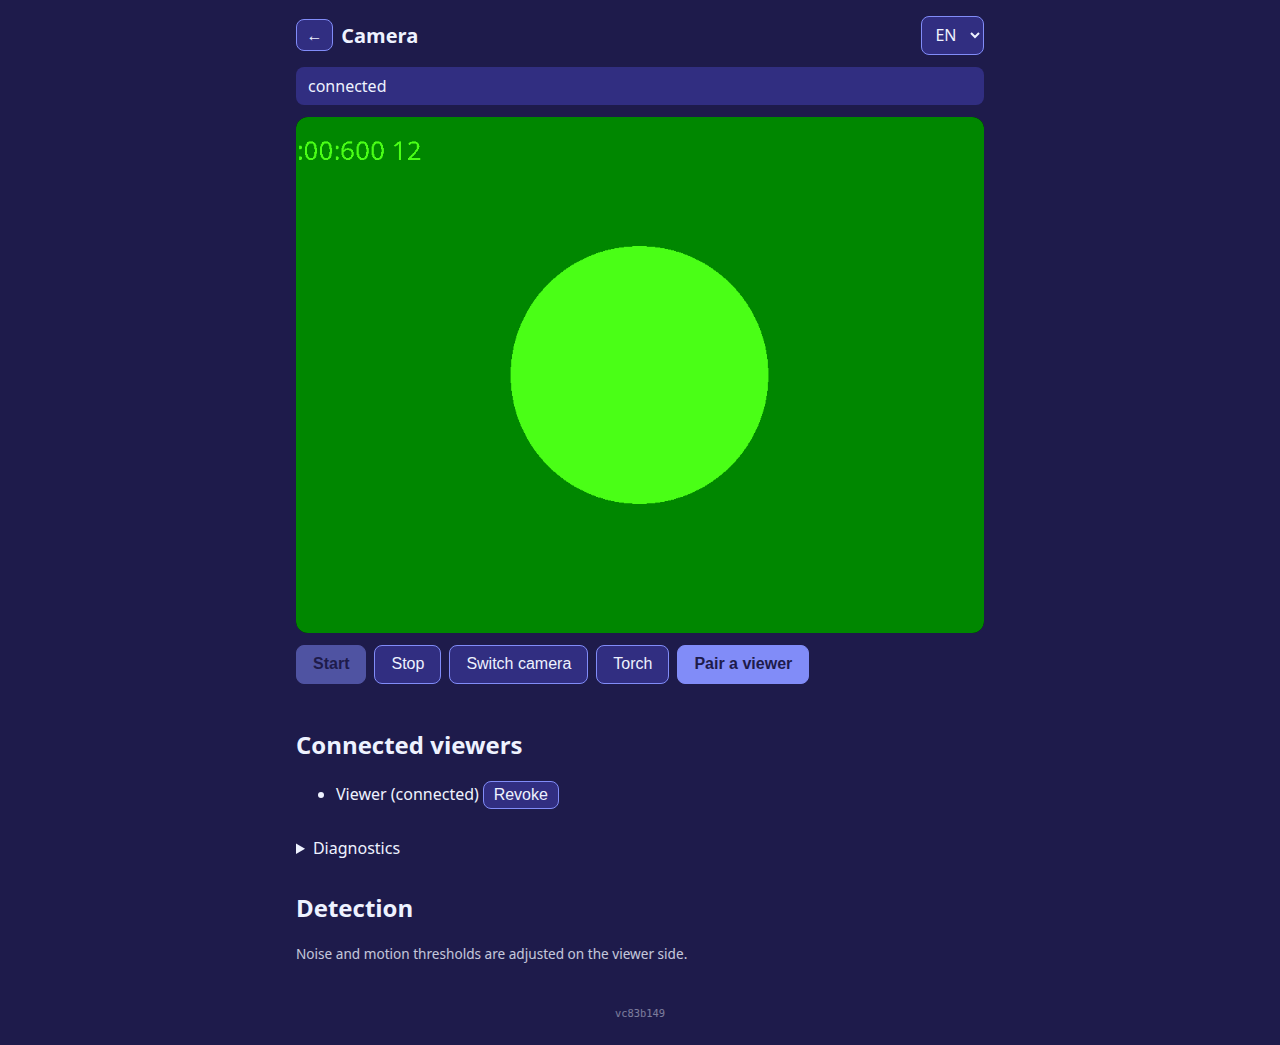 ← Camera EN
connected
:00:600 12
Start Stop Switch camera Torch Pair a viewer
Connected viewers
Viewer (connected) Revoke
Diagnostics
Detection
Noise and motion thresholds are adjusted on the viewer side.
vc83b149